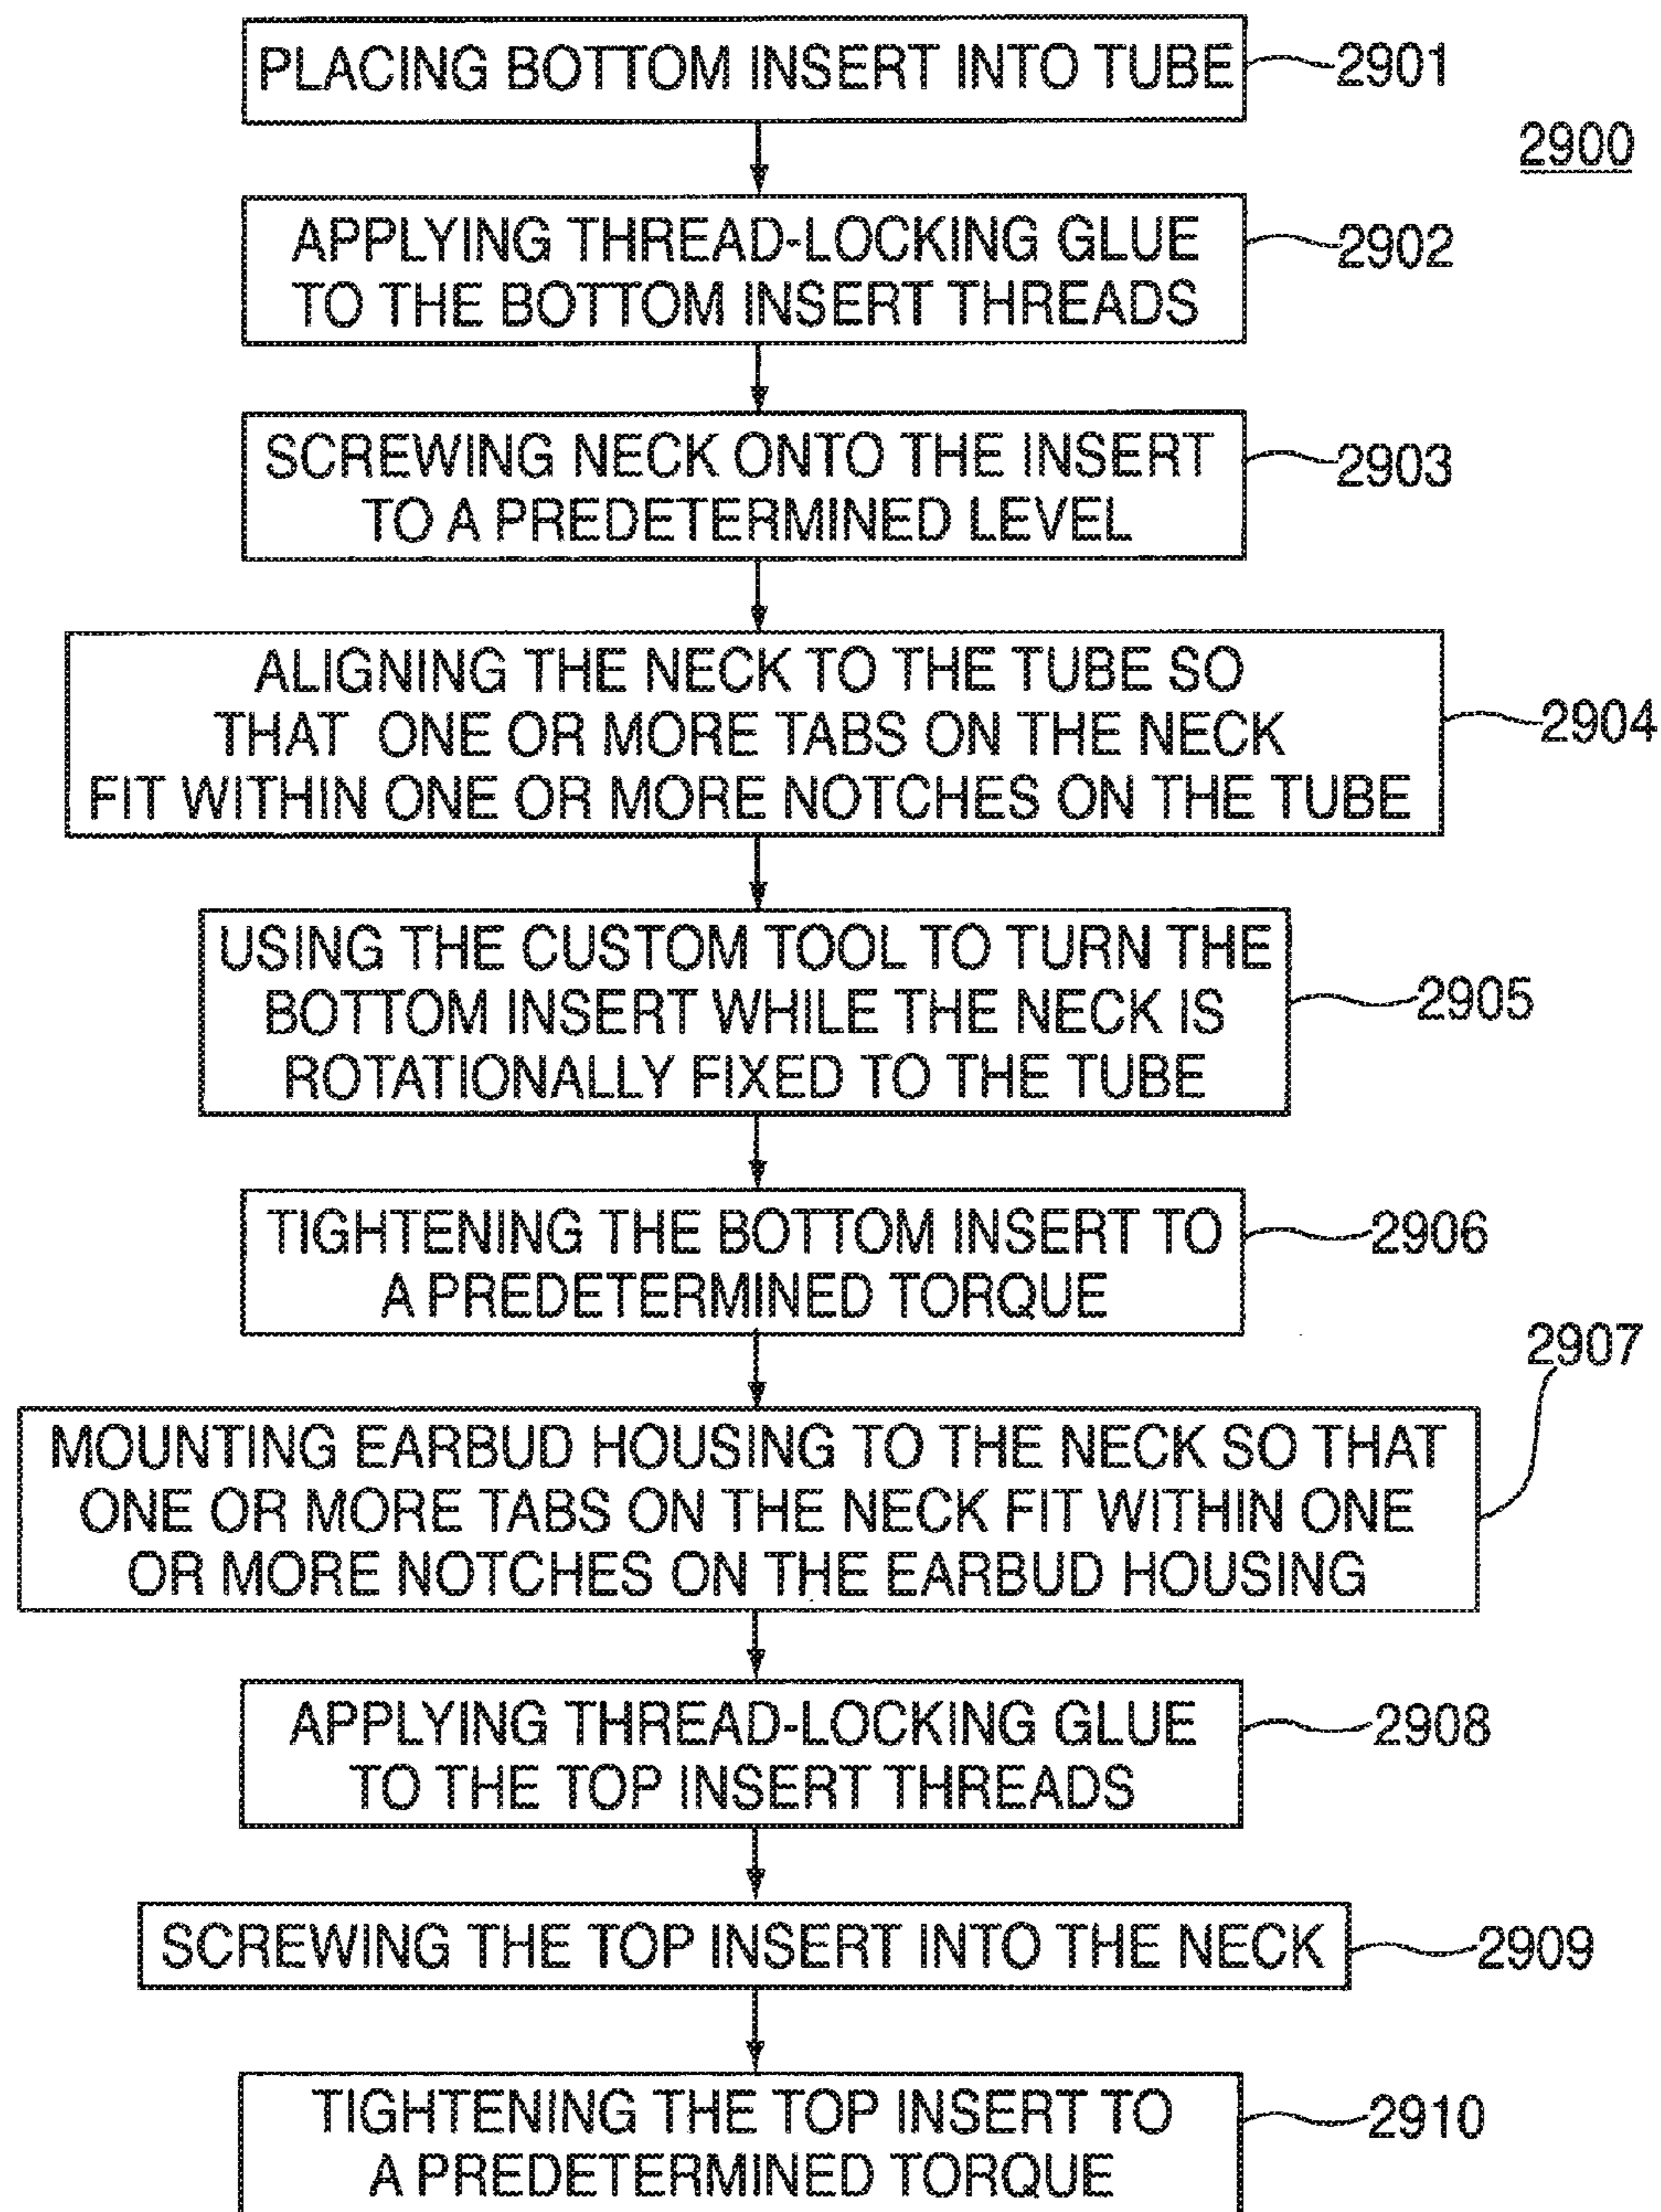 PLACING BOTTOM INSERT INTO TUBE
2901
2900
APPLYING THREAD-LOCKING GLUE
TO THE BOTTOM INSERT THREADS
2902
SCREWING NECK ONTO THE INSERT
TO A PREDETERMINED LEVEL
2903
ALIGNING THE NECK TO THE TUBE SO
THAT ONE OR MORE TABS ON THE NECK
FIT WITHIN ONE OR MORE NOTCHES ON THE TUBE
2904
USING THE CUSTOM TOOL TO TURN THE
BOTTOM INSERT WHILE THE NECK IS
ROTATIONALLY FIXED TO THE TUBE
2905
TIGHTENING THE BOTTOM INSERT TO
A PREDETERMINED TORQUE
2906
MOUNTING EARBUD HOUSING TO THE NECK SO THAT
ONE OR MORE TABS ON THE NECK FIT WITHIN ONE
OR MORE NOTCHES ON THE EARBUD HOUSING
2907
APPLYING THREAD-LOCKING GLUE
TO THE TOP INSERT THREADS
2908
SCREWING THE TOP INSERT INTO THE NECK
2909
TIGHTENING THE TOP INSERT TO
A PREDETERMINED TORQUE
2910